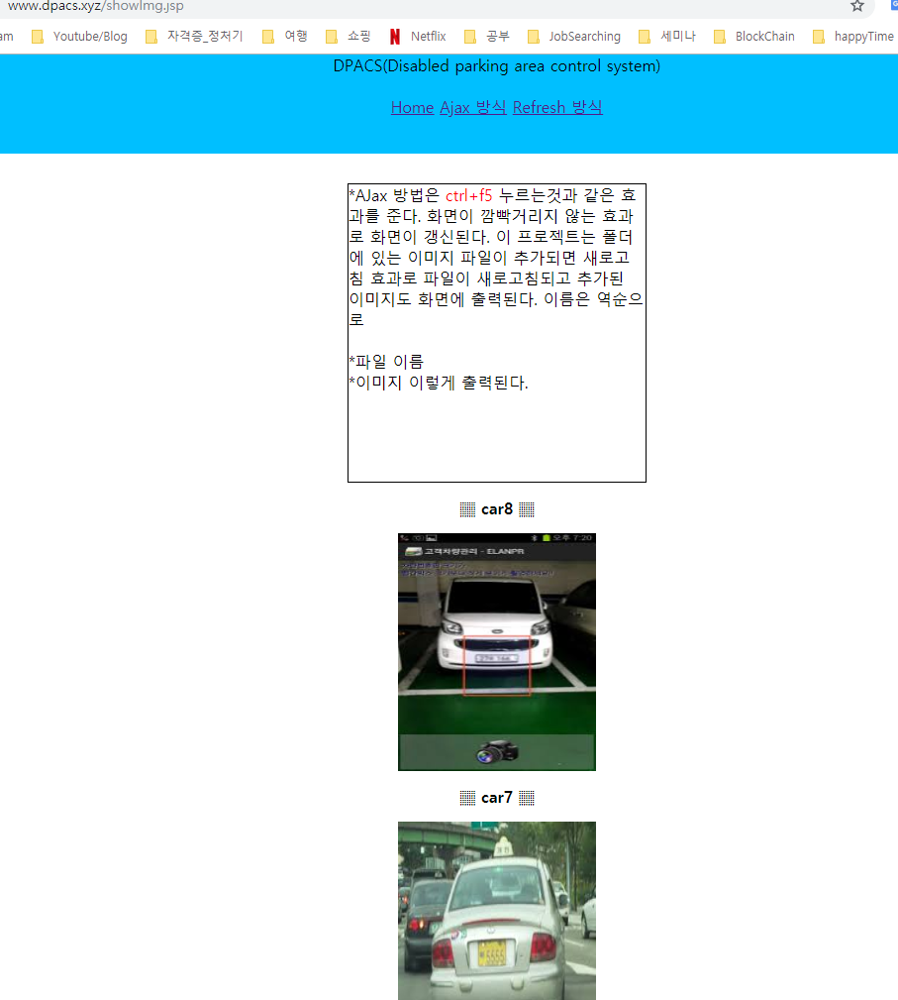 www.dpacs.xyz/showImg.jsp
am Youtube/Blog 자격증_정처기 여행 쇼핑 Netflix 공부 JobSearching 세미나 BlockChain happyTime
DPACS(Disabled parking area control system)
Home Ajax 방식 Refresh 방식
*AJax 방법은 ctrl+f5 누르는것과 같은 효
과를 준다. 화면이 깜빡거리지 않는 효과
로 화면이 갱신된다. 이 프로젝트는 폴더
에 있는 이미지 파일이 추가되면 새로고
침 효과로 파일이 새로고침되고 추가된
이미지도 화면에 출력된다. 이름은 역순으
로
*파일 이름
*이미지 이렇게 출력된다.
car8
오후 7:20
고객차량관리 - ELANPR
car7
5555